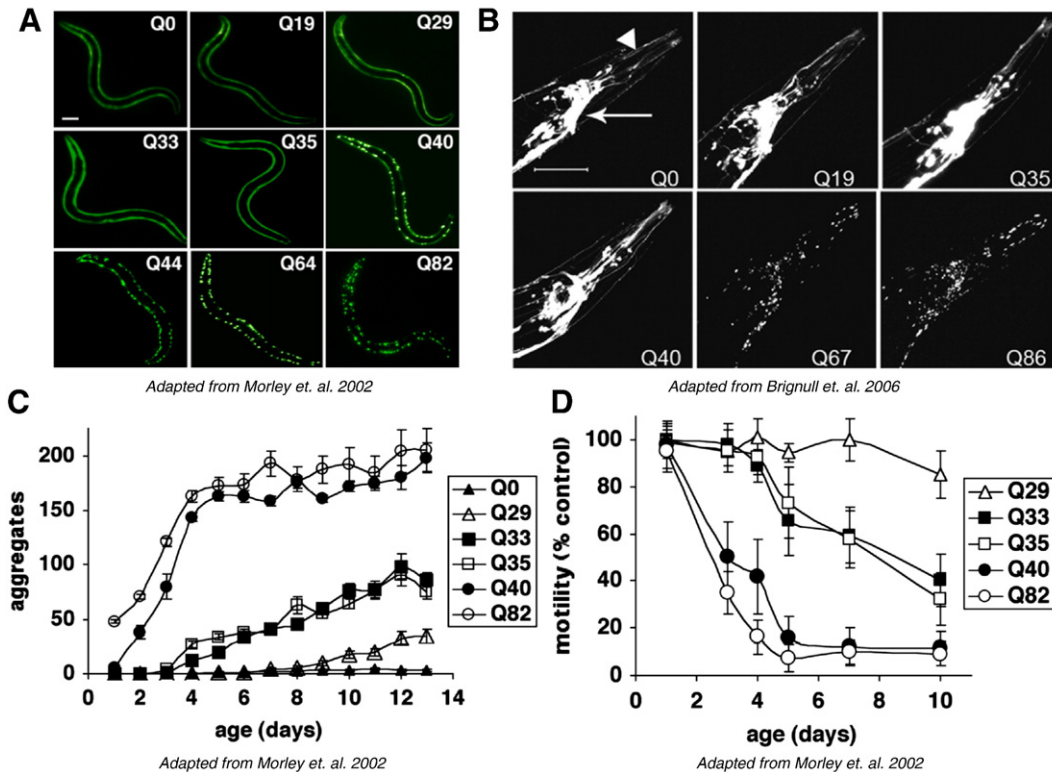 A
Q0
Q19
Q29
Q33
Q35
Q40
Q44
Q64
Q82
Adapted from Morley et. al. 2002
B
Q0
Q19
Q35
Q40
Q67
Q86
Adapted from Brignull et. al. 2006
C
aggregates
200
150
100
50
0
0 2 4 6 8 10 12 14
age (days)
Q0
Q29
Q33
Q35
Q40
Q82
Adapted from Morley et. al. 2002
D
motility (% control)
100
80
60
40
20
0
0 2 4 6 8 10
age (days)
Q29
Q33
Q35
Q40
Q82
Adapted from Morley et. al. 2002